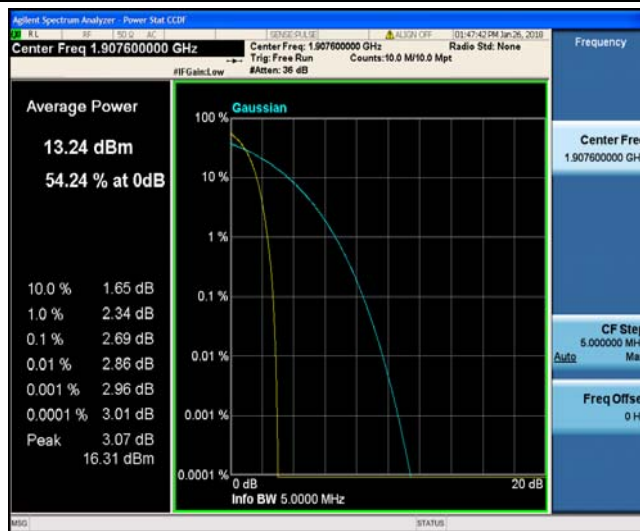 Agilent Spectrum Analyzer - Power Stat CCDF
RL RF 50 Ω AC SENSE:PULSE ALIGN OFF 01:47:42 PM Jan 26, 2018
Center Freq 1.907600000 GHz
Center Freq: 1.907600000 GHz Radio Std: None
Trig: Free Run Counts:10.0 M/10.0 Mpt
#IFGain:Low #Atten: 36 dB
Frequency
Average Power
13.24 dBm
54.24 % at 0dB
10.0 % 1.65 dB
1.0 % 2.34 dB
0.1 % 2.69 dB
0.01 % 2.86 dB
0.001 % 2.96 dB
0.0001 % 3.01 dB
Peak 3.07 dB
16.31 dBm
Gaussian
100 %
10 %
1 %
0.1 %
0.01 %
0.001 %
0.0001 %
0 dB 20 dB
Info BW 5.0000 MHz
Center Fre
1.907600000 GH
CF Ste
5.000000 MH
Auto Ma
Freq Offse
0 H
MSG STATUS